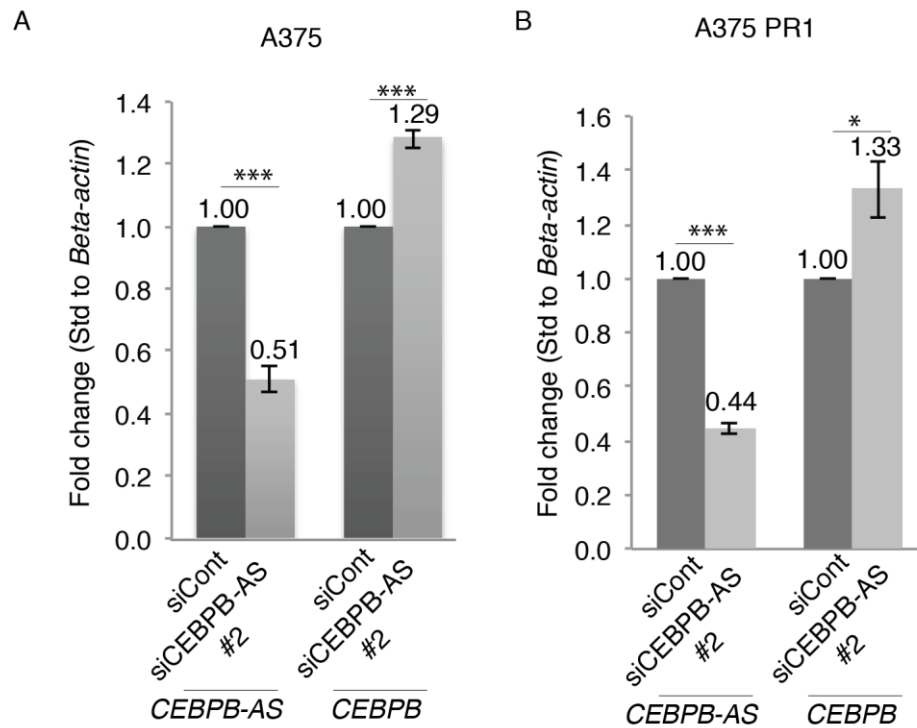 A
A375
***
1.29
1.4
1.2
1.0
0.8
0.6
0.4
0.2
0.0
Fold change (Std to Beta-actin)
***
1.00
0.51
1.00
siCont
siCEBPB-AS
#2
siCont
siCEBPB-AS
#2
CEBPB-AS
CEBPB
B
A375 PR1
1.6
1.4
1.2
1.0
0.8
0.6
0.4
0.2
0.0
Fold change (Std to Beta-actin)
*
1.33
***
1.00
0.44
1.00
siCont
siCEBPB-AS
#2
siCont
siCEBPB-AS
#2
CEBPB-AS
CEBPB